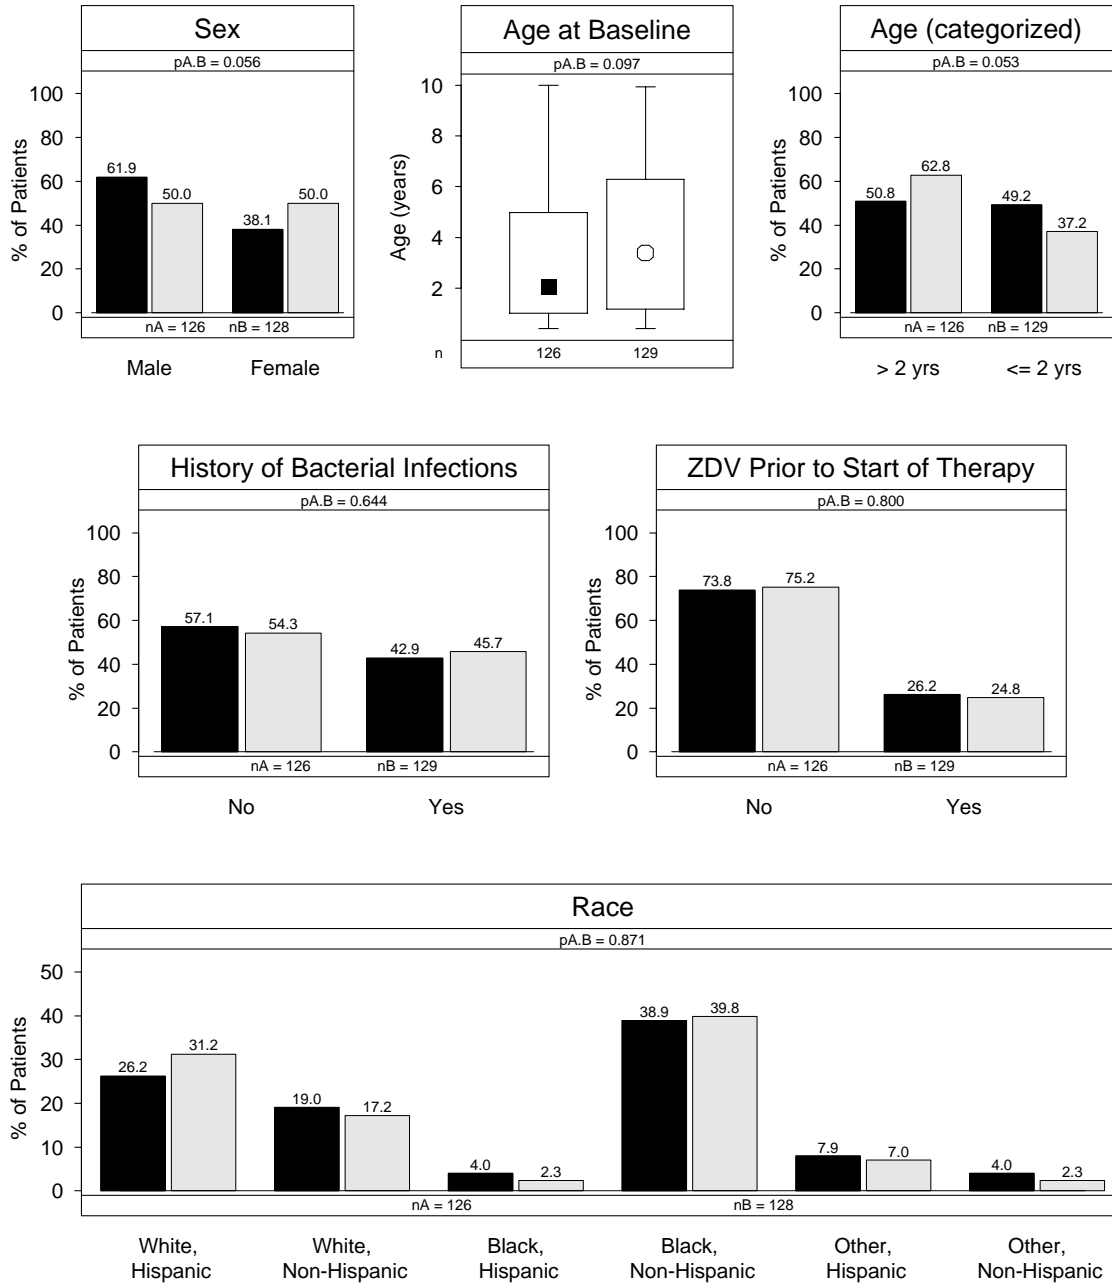 Sex
pA.B = 0.056
% of Patients
100
80
60
40
20
0
61.9
50.0
38.1
50.0
nA = 126 nB = 128
Male Female
Age at Baseline
pA.B = 0.097
Age (years)
10
8
6
4
2
n 126 129
Age (categorized)
pA.B = 0.053
% of Patients
100
80
60
40
20
0
50.8
62.8
49.2
37.2
nA = 126 nB = 129
> 2 yrs <= 2 yrs
History of Bacterial Infections
pA.B = 0.644
% of Patients
100
80
60
40
20
0
57.1
54.3
42.9
45.7
nA = 126 nB = 129
No Yes
ZDV Prior to Start of Therapy
pA.B = 0.800
% of Patients
100
80
60
40
20
0
73.8
75.2
26.2
24.8
nA = 126 nB = 129
No Yes
Race
pA.B = 0.871
% of Patients
50
40
30
20
10
0
26.2
31.2
19.0
17.2
4.0
2.3
38.9
39.8
7.9
7.0
4.0
2.3
nA = 126 nB = 128
White, White, Black, Black, Other, Other,
Hispanic Non-Hispanic Hispanic Non-Hispanic Hispanic Non-Hispanic